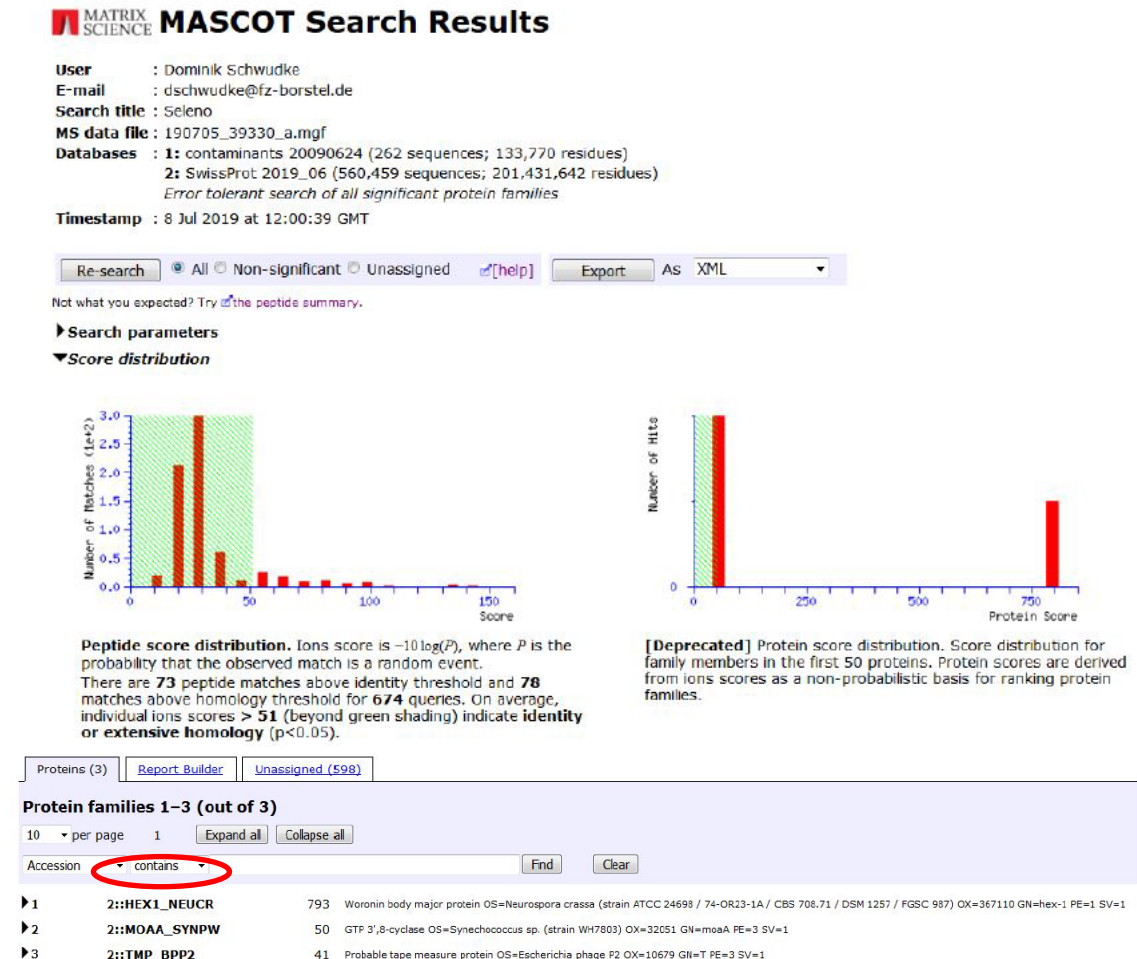 MATRIX SCIENCE MASCOT Search Results
User : Dominik Schwudke
E-mail : dschwudke@fz-borstel.de
Search title : Seleno
MS data file : 190705_39330_a.mgf
Databases : 1: contaminants 20090624 (262 sequences; 133,770 residues)
2: SwissProt 2019_06 (560,459 sequences; 201,431,642 residues)
Error tolerant search of all significant protein families
Timestamp : 8 Jul 2019 at 12:00:39 GMT
Re-search All Non-significant Unassigned [help] Export As XML
Not what you expected? Try the peptide summary.
Search parameters
Score distribution
Number of Matches (1e+2)
3.0
2.5
2.0
1.5
1.0
0.5
0.0
0 50 100 150
Score
Peptide score distribution. Ions score is −10log(P), where P is the
probability that the observed match is a random event.
There are 73 peptide matches above identity threshold and 78
matches above homology threshold for 674 queries. On average,
individual ions scores > 51 (beyond green shading) indicate identity
or extensive homology (p<0.05).
Number of Hits
0
0 250 500 750
Protein Score
[Deprecated] Protein score distribution. Score distribution for
family members in the first 50 proteins. Protein scores are derived
from ions scores as a non-probabilistic basis for ranking protein
families.
Proteins (3) Report Builder Unassigned (598)
Protein families 1–3 (out of 3)
10 per page 1 Expand all Collapse all
Accession contains Find Clear
1 2::HEX1_NEUCR 793 Woronin body major protein OS=Neurospora crassa (strain ATCC 24698 / 74-OR23-1A / CBS 708.71 / DSM 1257 / FGSC 987) OX=367110 GN=hex-1 PE=1 SV=1
2 2::MOAA_SYNPW 50 GTP 3',8-cyclase OS=Synechococcus sp. (strain WH7803) OX=32051 GN=moaA PE=3 SV=1
3 2::TMP_BPP2 41 Probable tape measure protein OS=Escherichia phage P2 OX=10679 GN=T PE=3 SV=1